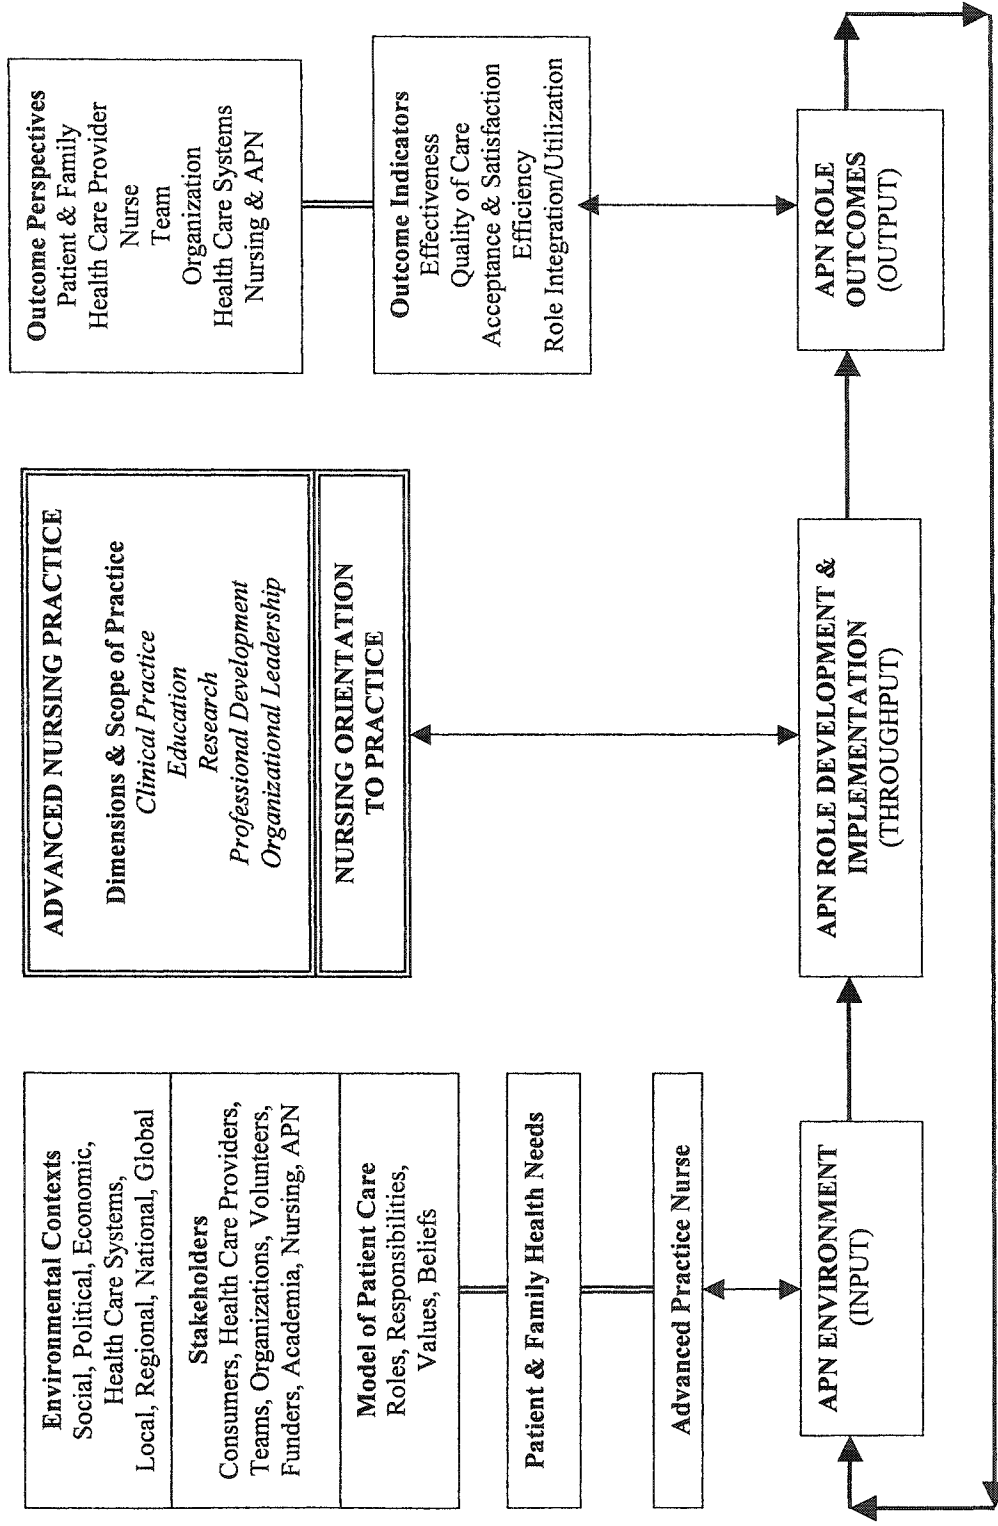 Environmental Contexts
Social, Political, Economic,
Health Care Systems,
Local, Regional, National, Global
Stakeholders
Consumers, Health Care Providers,
Teams, Organizations, Volunteers,
Funders, Academia, Nursing, APN
Model of Patient Care
Roles, Responsibilities,
Values, Beliefs
Patient & Family Health Needs
Advanced Practice Nurse
APN ENVIRONMENT
(INPUT)
ADVANCED NURSING PRACTICE
Dimensions & Scope of Practice
Clinical Practice
Education
Research
Professional Development
Organizational Leadership
NURSING ORIENTATION
TO PRACTICE
APN ROLE DEVELOPMENT &
IMPLEMENTATION
(THROUGHPUT)
Outcome Perspectives
Patient & Family
Health Care Provider
Nurse
Team
Organization
Health Care Systems
Nursing & APN
Outcome Indicators
Effectiveness
Quality of Care
Acceptance & Satisfaction
Efficiency
Role Integration/Utilization
APN ROLE
OUTCOMES
(OUTPUT)